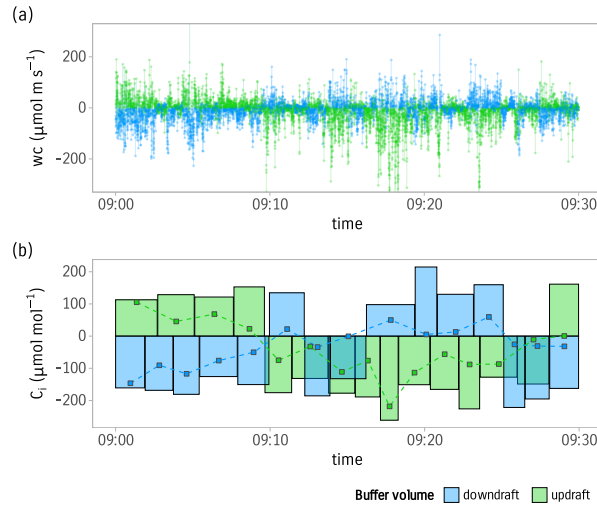 (a)
200
0
−200
wc (μmol m s⁻¹)
09:00
09:10
09:20
09:30
time
(b)
200
100
0
−100
−200
Cᵢ (μmol mol⁻¹)
09:00
09:10
09:20
09:30
time
Buffer volume downdraft updraft